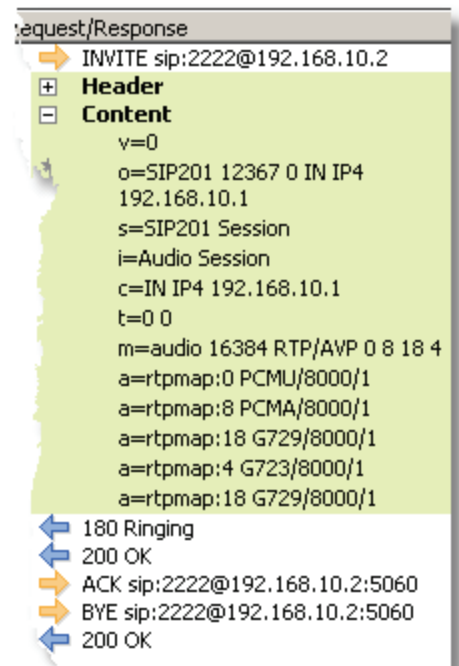 equest/Response
INVITE sip:2222@192.168.10.2
Header
Content
v=0
o=SIP201 12367 0 IN IP4
192.168.10.1
s=SIP201 Session
i=Audio Session
c=IN IP4 192.168.10.1
t=0 0
m=audio 16384 RTP/AVP 0 8 18 4
a=rtpmap:0 PCMU/8000/1
a=rtpmap:8 PCMA/8000/1
a=rtpmap:18 G729/8000/1
a=rtpmap:4 G723/8000/1
a=rtpmap:18 G729/8000/1
180 Ringing
200 OK
ACK sip:2222@192.168.10.2:5060
BYE sip:2222@192.168.10.2:5060
200 OK